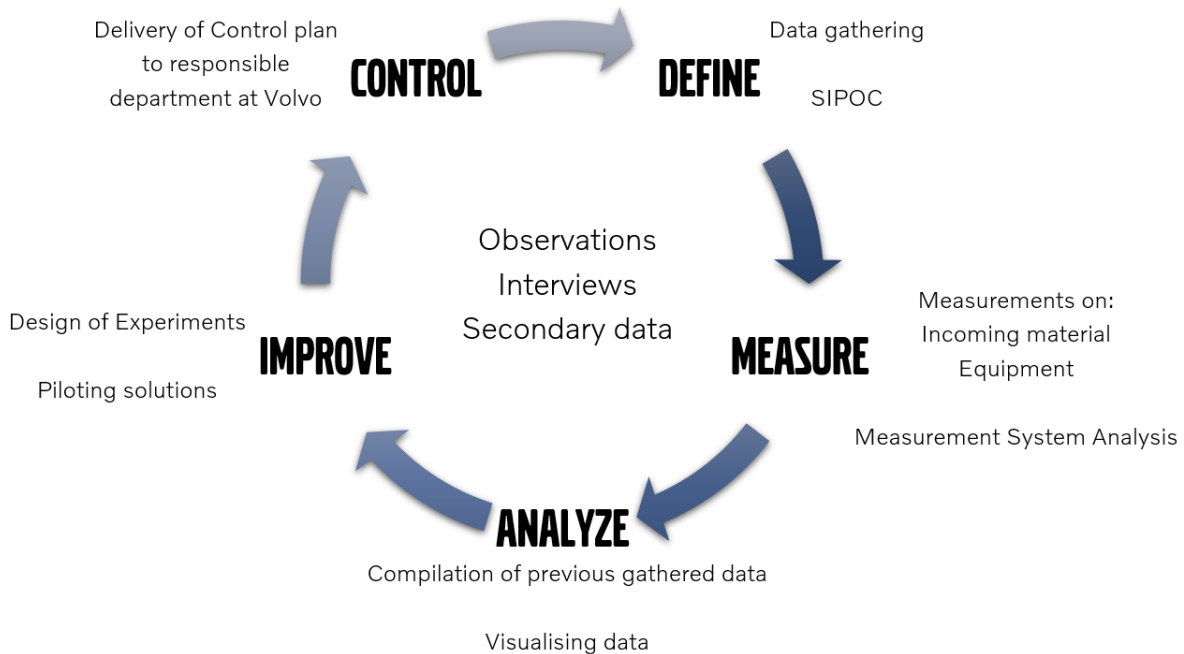 Delivery of Control plan
to responsible
department at Volvo
CONTROL
DEFINE
Data gathering
SIPOC
Observations
Interviews
Secondary data
MEASURE
Measurements on:
Incoming material
Equipment
Measurement System Analysis
ANALYZE
Compilation of previous gathered data
Visualising data
IMPROVE
Design of Experiments
Piloting solutions